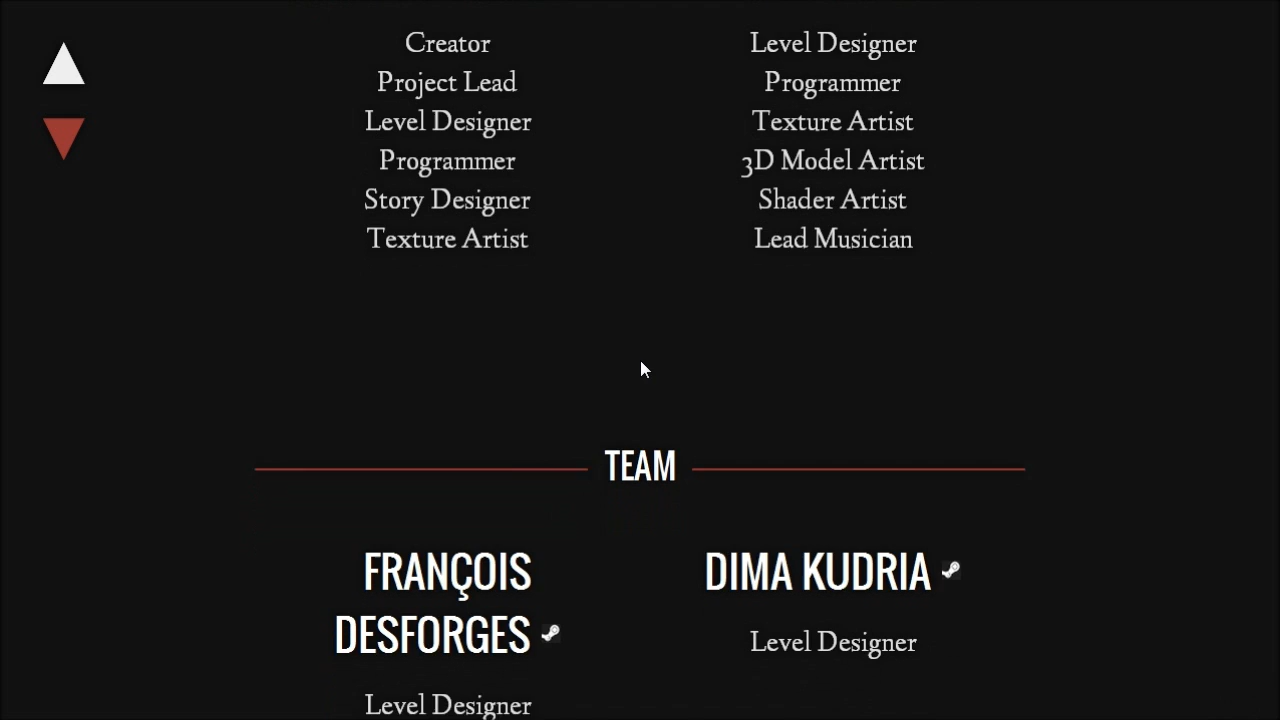 Creator
Project Lead
Level Designer
Programmer
Story Designer
Texture Artist
Level Designer
Programmer
Texture Artist
3D Model Artist
Shader Artist
Lead Musician
TEAM
FRANÇOIS
DESFORGES
Level Designer
DIMA KUDRIA
Level Designer